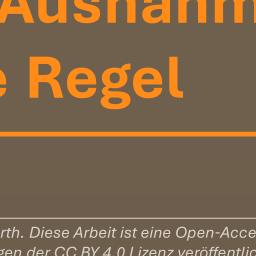 Ausnahm
e Regel
rth. Diese Arbeit ist eine Open-Acce
gen der CC BY 4.0 Lizenz veröffentlic